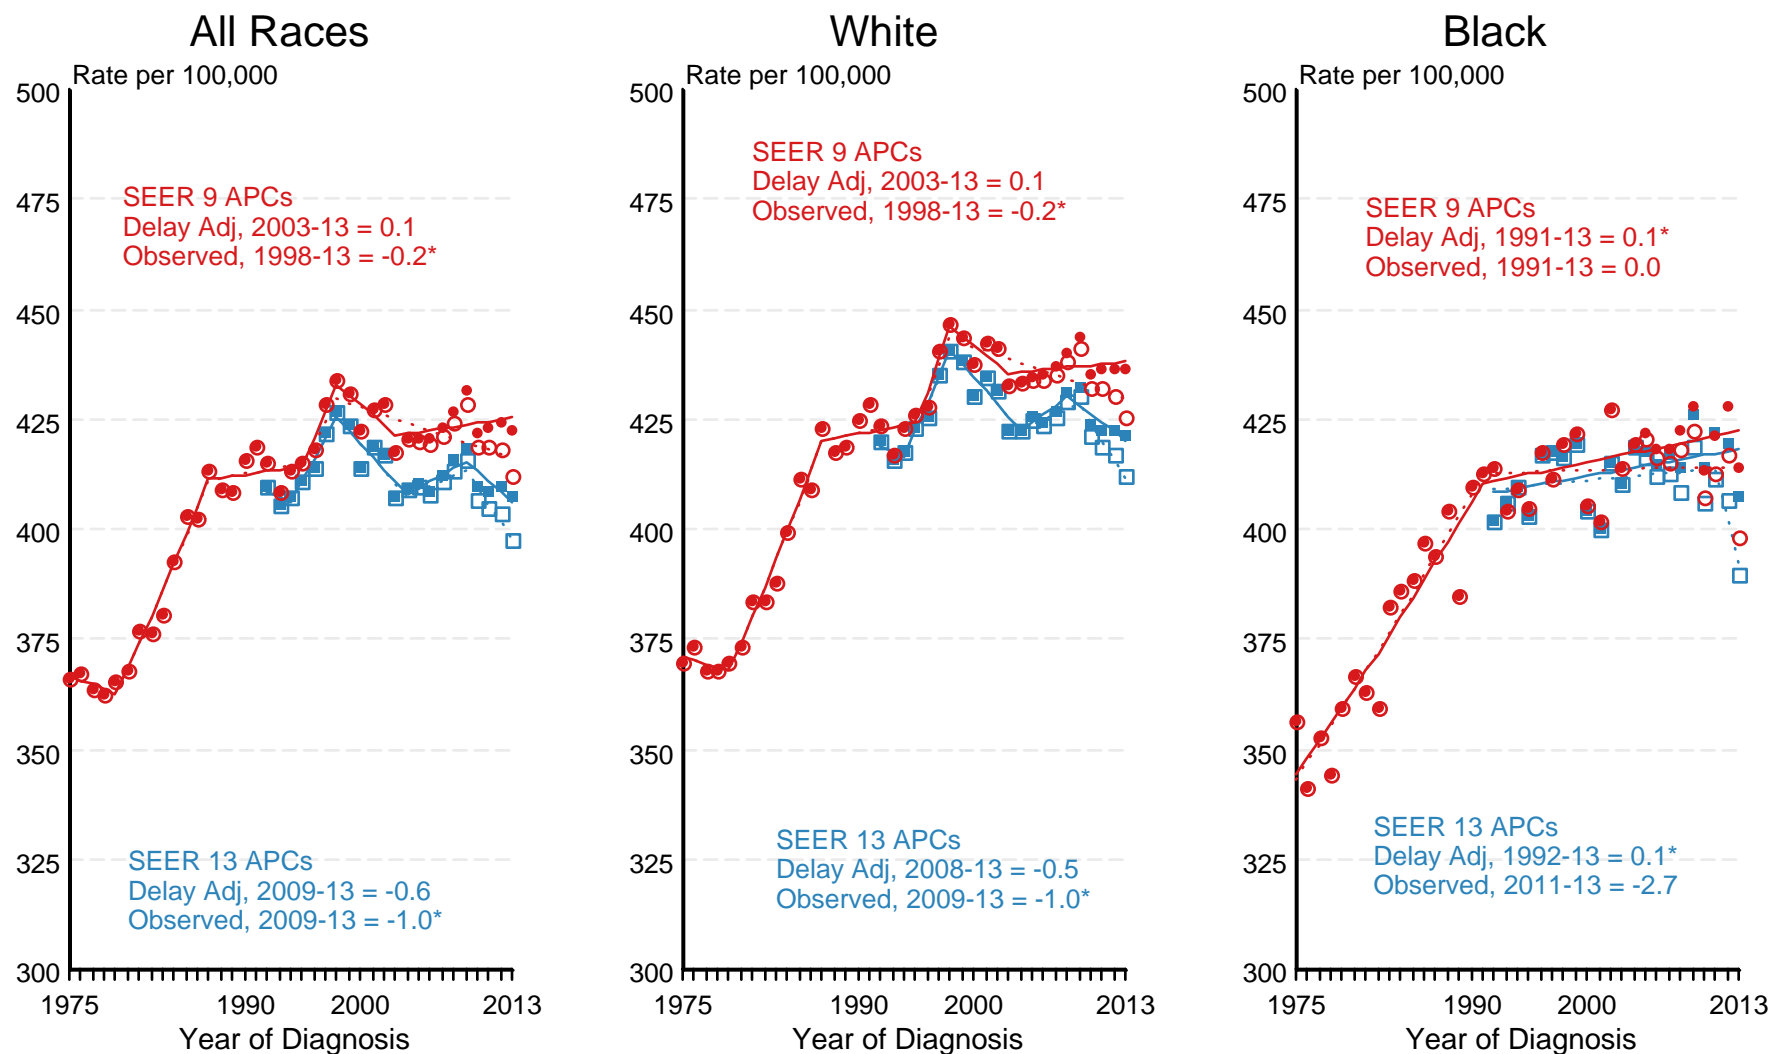 All Races
Rate per 100,000
500
475
450
425
400
375
350
325
300
SEER 9 APCs
Delay Adj, 2003-13 = 0.1
Observed, 1998-13 = -0.2*
SEER 13 APCs
Delay Adj, 2009-13 = -0.6
Observed, 2009-13 = -1.0*
1975 1990 2000 2013
Year of Diagnosis
White
Rate per 100,000
500
475
450
425
400
375
350
325
300
SEER 9 APCs
Delay Adj, 2003-13 = 0.1
Observed, 1998-13 = -0.2*
SEER 13 APCs
Delay Adj, 2008-13 = -0.5
Observed, 2009-13 = -1.0*
1975 1990 2000 2013
Year of Diagnosis
Black
Rate per 100,000
500
475
450
425
400
375
350
325
300
SEER 9 APCs
Delay Adj, 1991-13 = 0.1*
Observed, 1991-13 = 0.0
SEER 13 APCs
Delay Adj, 1992-13 = 0.1*
Observed, 2011-13 = -2.7
1975 1990 2000 2013
Year of Diagnosis